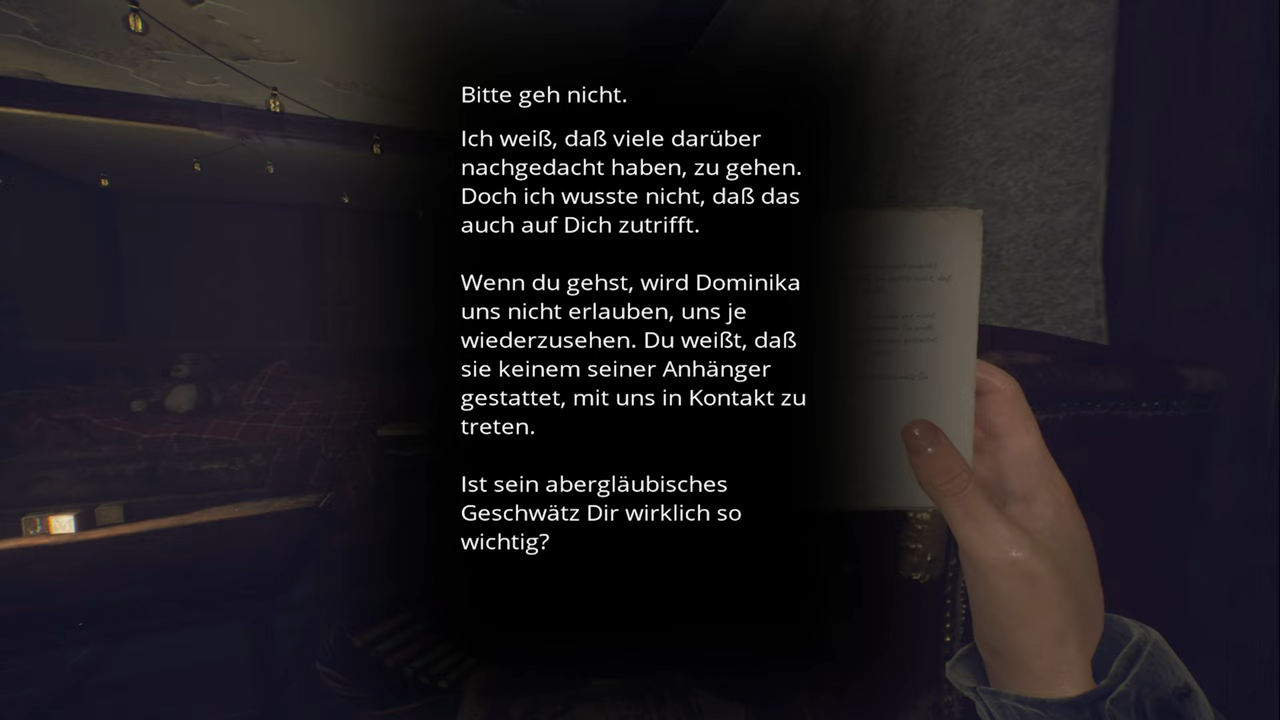 Bitte geh nicht.
Ich weiß, daß viele darüber
nachgedacht haben, zu gehen.
Doch ich wusste nicht, daß das
auch auf Dich zutrifft.
Wenn du gehst, wird Dominika
uns nicht erlauben, uns je
wiederzusehen. Du weißt, daß
sie keinem seiner Anhänger
gestattet, mit uns in Kontakt zu
treten.
Ist sein abergläubisches
Geschwätz Dir wirklich so
wichtig?